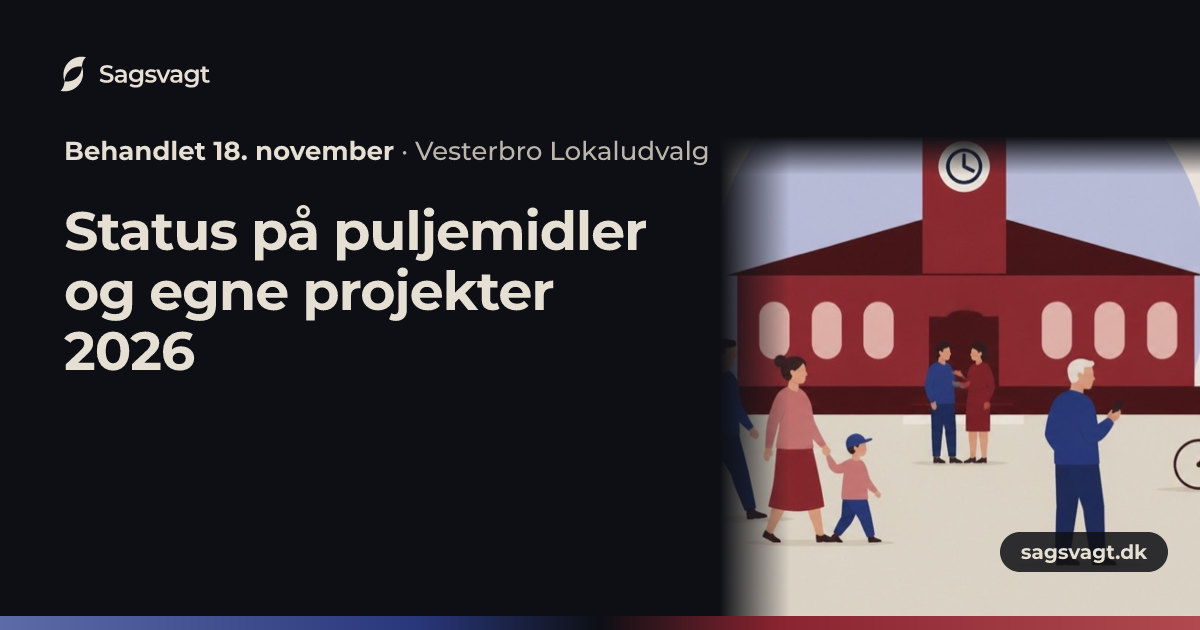 Sagsvagt
Behandlet 18. november · Vesterbro Lokaludvalg
Status på puljemidler
og egne projekter
2026
sagsvagt.dk